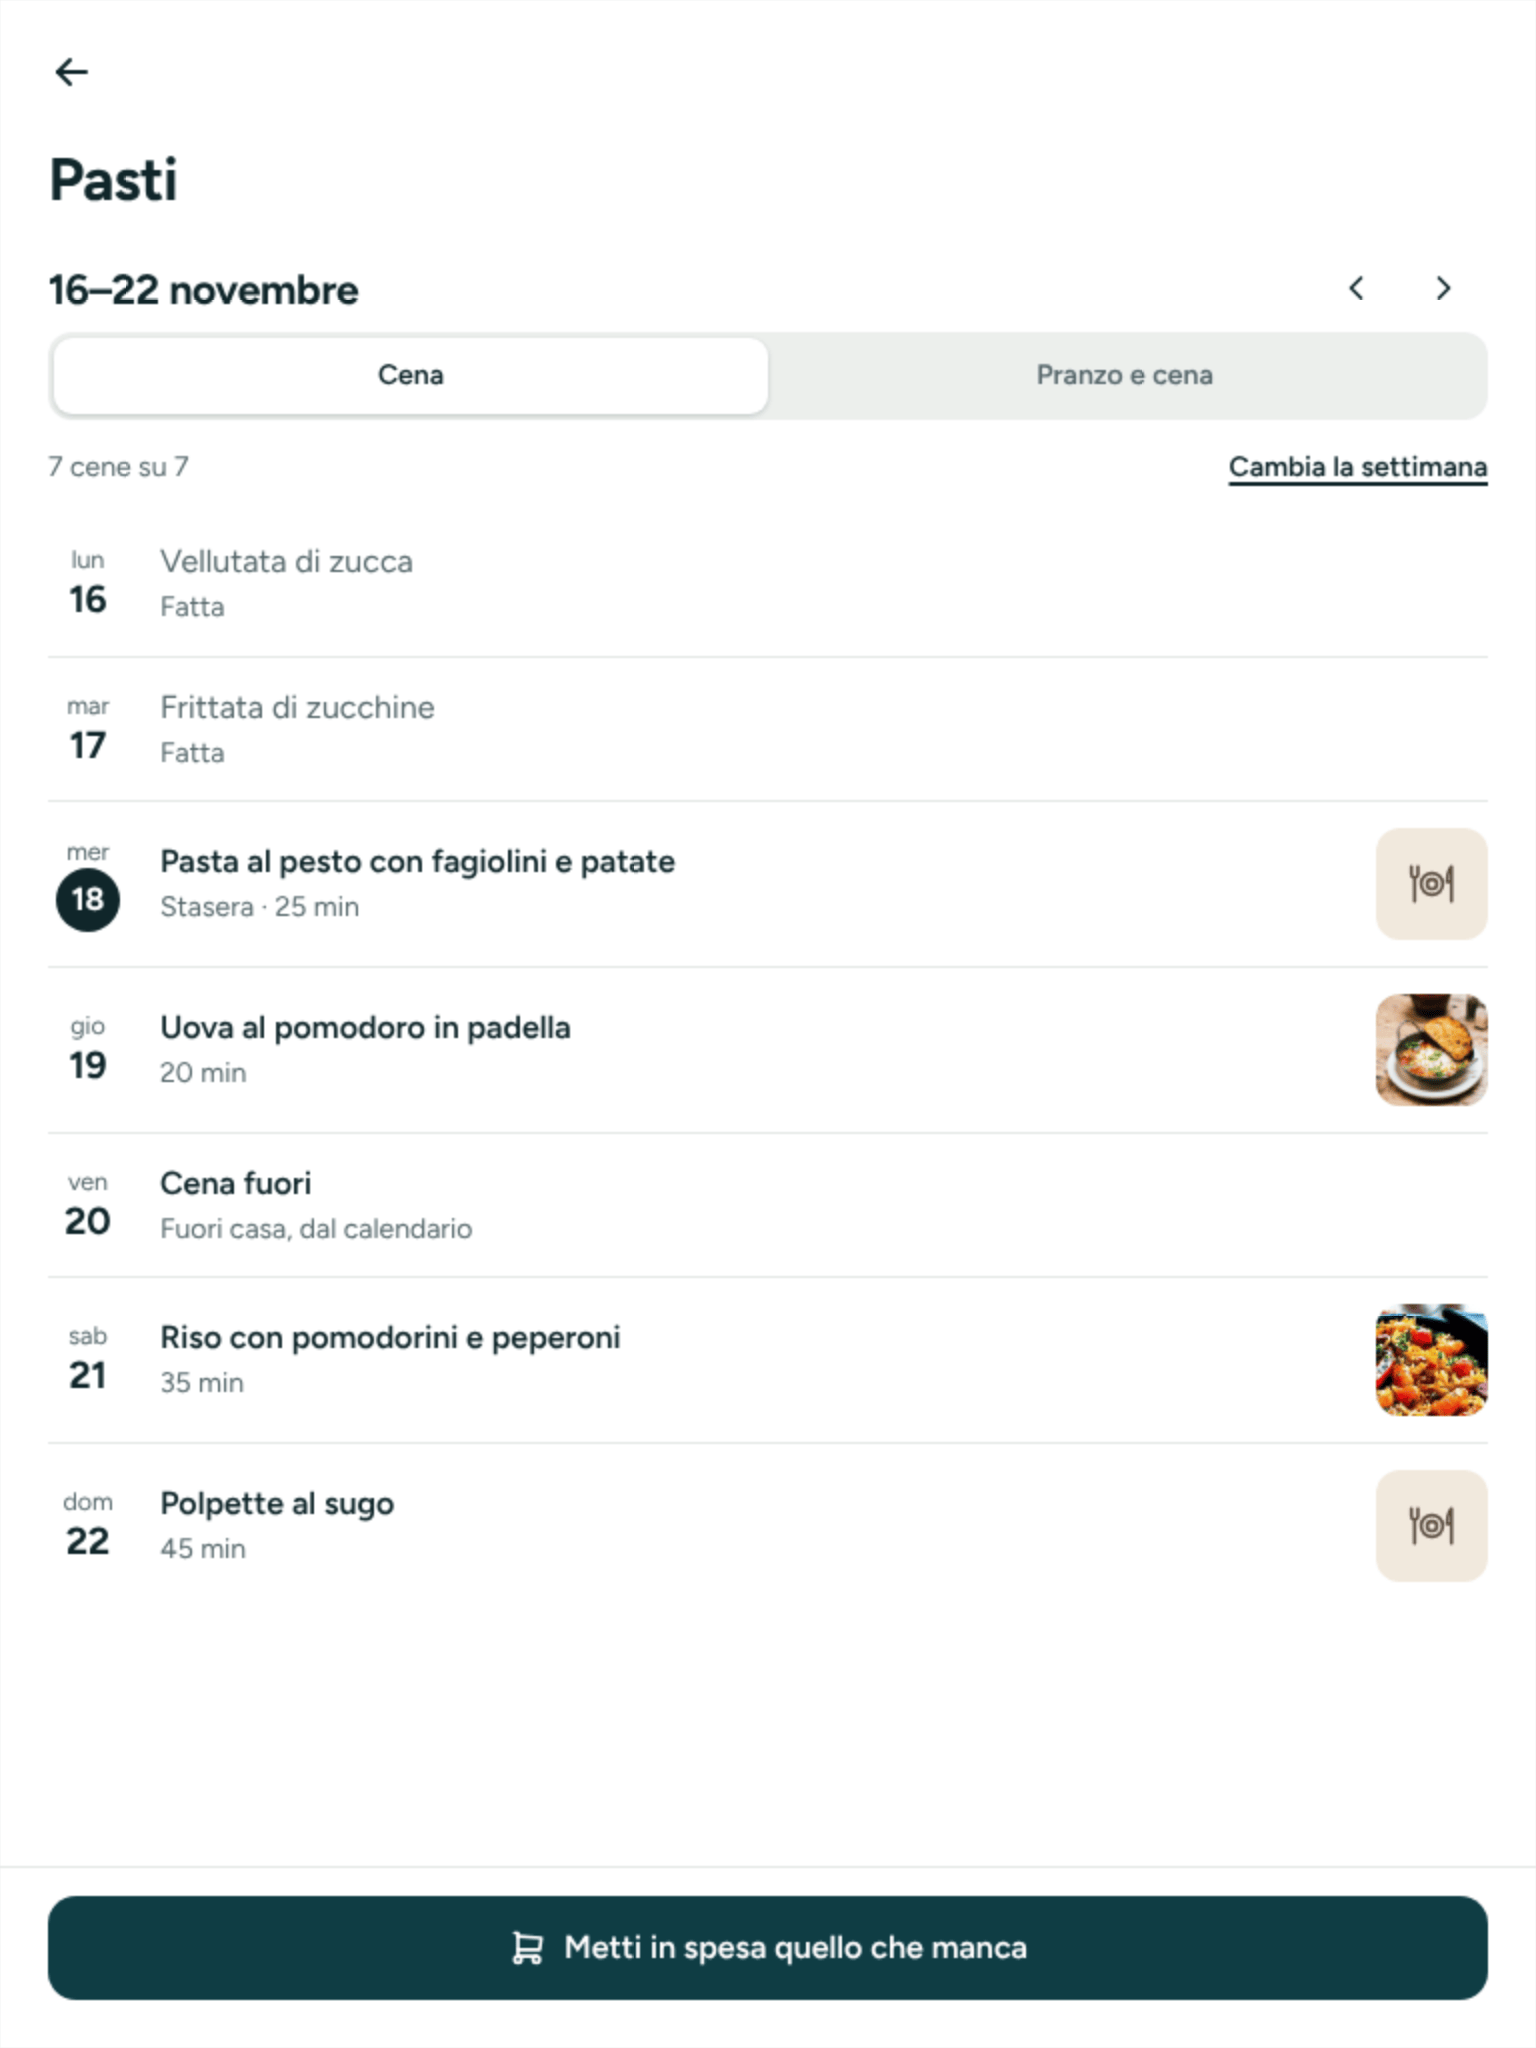 Pasti
16–22 novembre
Cena
Pranzo e cena
7 cene su 7
Cambia la settimana
lun
16
Vellutata di zucca
Fatta
mar
17
Frittata di zucchine
Fatta
mer
18
Pasta al pesto con fagiolini e patate
Stasera · 25 min
gio
19
Uova al pomodoro in padella
20 min
ven
20
Cena fuori
Fuori casa, dal calendario
sab
21
Riso con pomodorini e peperoni
35 min
dom
22
Polpette al sugo
45 min
Metti in spesa quello che manca